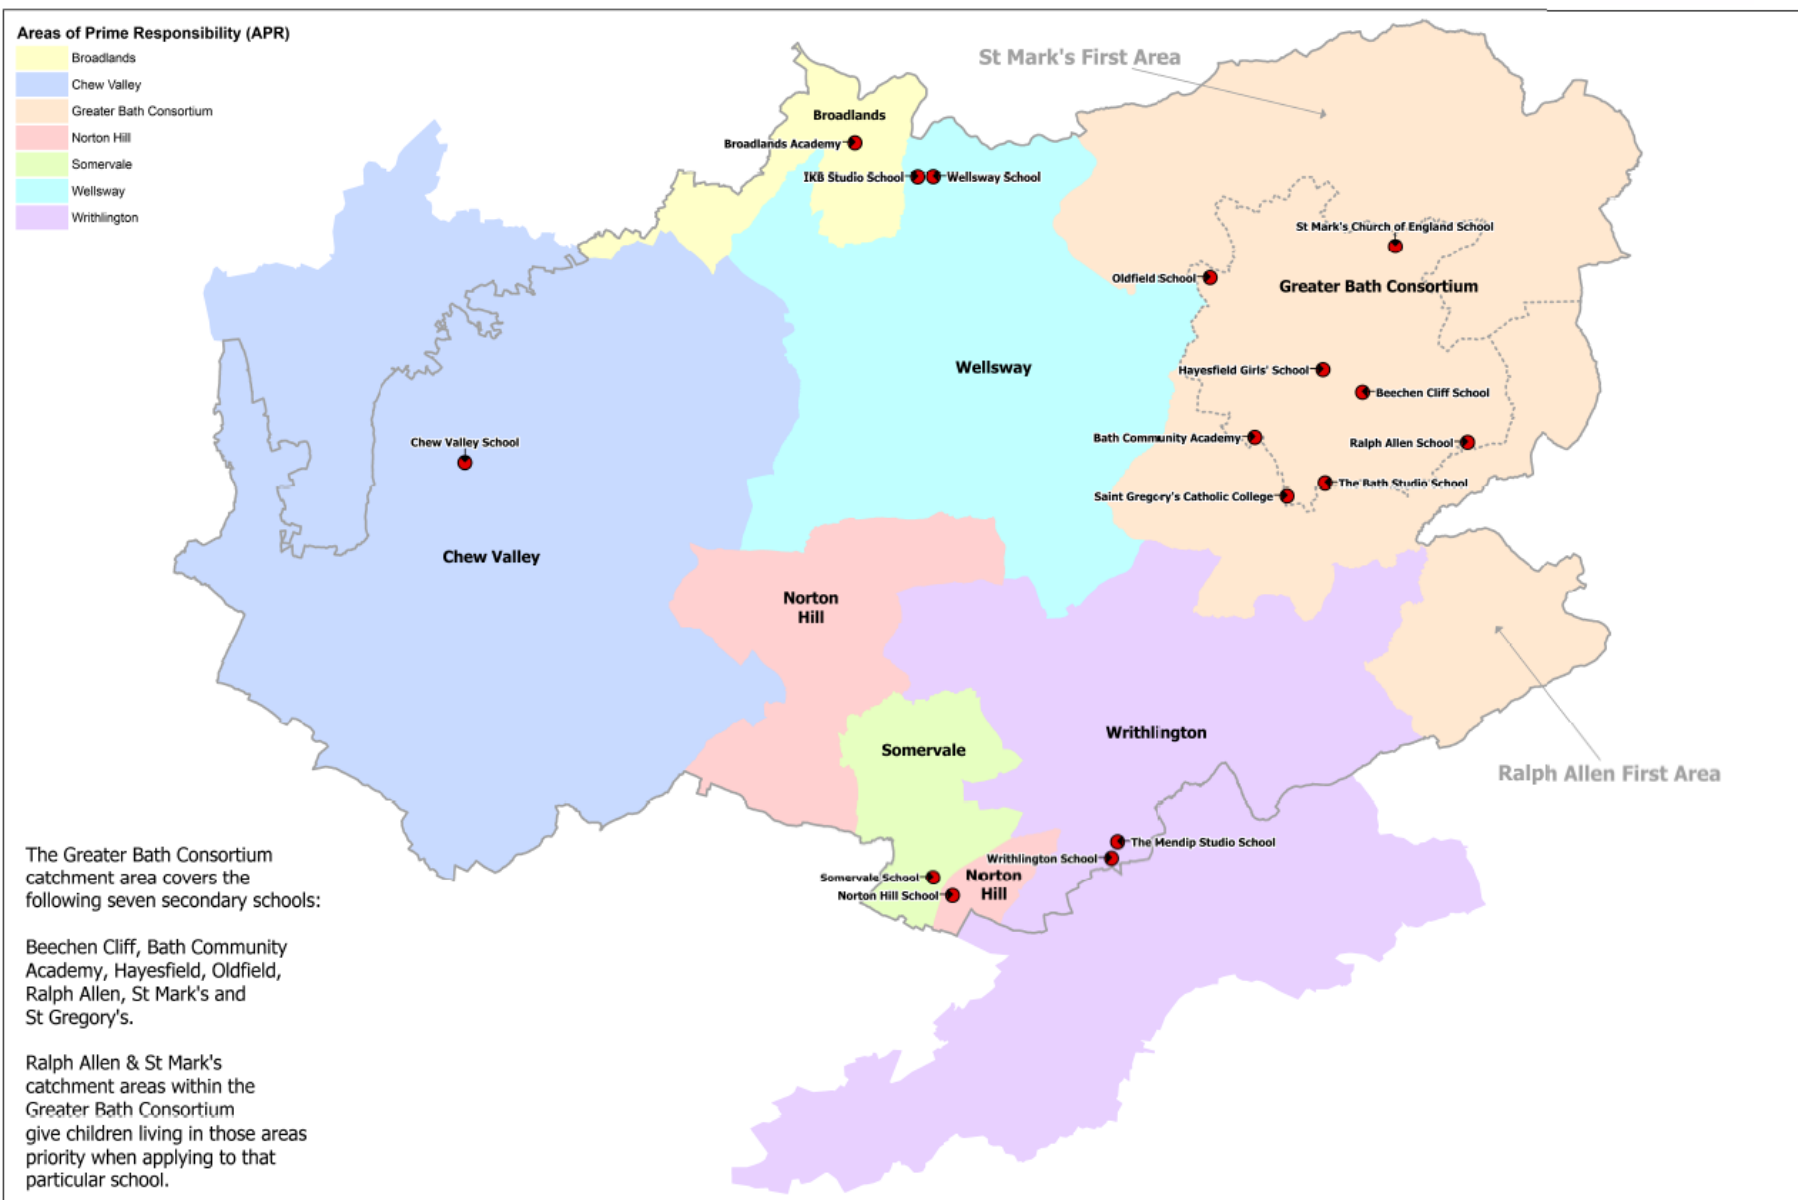 Areas of Prime Responsibility (APR)
Broadlands
Chew Valley
Greater Bath Consortium
Norton Hill
Somervale
Wellsway
Writhlington
St Mark's First Area
Broadlands
Broadlands Academy
IKB Studio School
Wellsway School
St Mark's Church of England School
Oldfield School
Greater Bath Consortium
Wellsway
Hayesfield Girls' School
Beechen Cliff School
Chew Valley School
Bath Community Academy
Ralph Allen School
The Bath Studio School
Saint Gregory's Catholic College
Chew Valley
Norton
Hill
Writhlington
Somervale
Ralph Allen First Area
The Mendip Studio School
Writhlington School
Somervale School
Norton
Hill
Norton Hill School
The Greater Bath Consortium
catchment area covers the
following seven secondary schools:
Beechen Cliff, Bath Community
Academy, Hayesfield, Oldfield,
Ralph Allen, St Mark's and
St Gregory's.
Ralph Allen & St Mark's
catchment areas within the
Greater Bath Consortium
give children living in those areas
priority when applying to that
particular school.